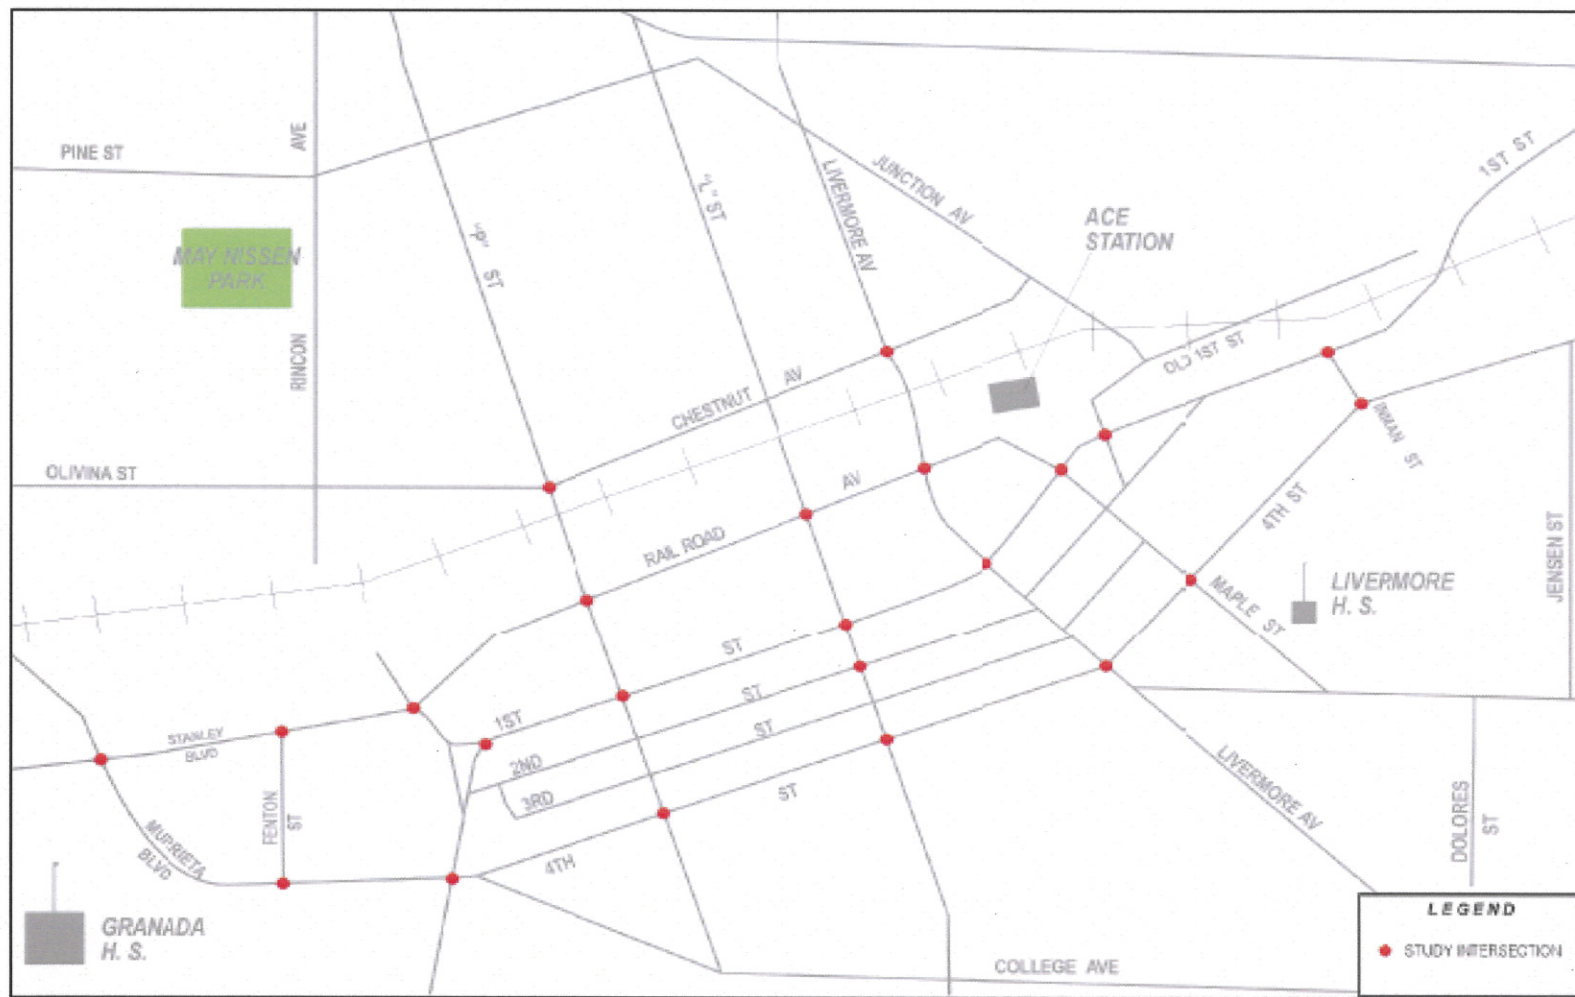 PINE ST
AVE
RINCON
MAY NISSEN
PARK
"P" ST
"L" ST
LIVERMORE AV
JUNCTION AV
1ST ST
ACE
STATION
OLD 1ST ST
CHESTNUT AV
OLIVINA ST
RAIL ROAD AV
INMAN ST
4TH ST
LIVERMORE
H. S.
JENSEN ST
MAPLE ST
STANLEY
BLVD
1ST ST
2ND ST
3RD ST
4TH ST
FENTON
ST
MUPRIETA
BLVD
LIVERMORE AV
DOLORES
ST
GRANADA
H. S.
COLLEGE AVE
LEGEND
STUDY INTERSECTION